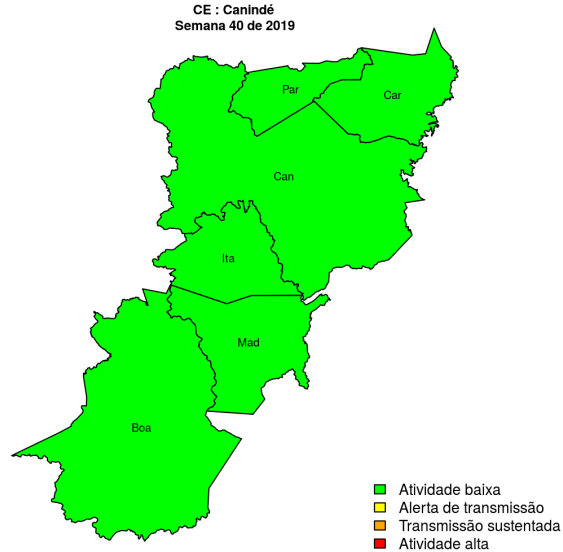 CE : Canindé
Semana 40 de 2019
Par
Car
Can
Ita
Mad
Boa
Atividade baixa
Alerta de transmissão
Transmissão sustentada
Atividade alta